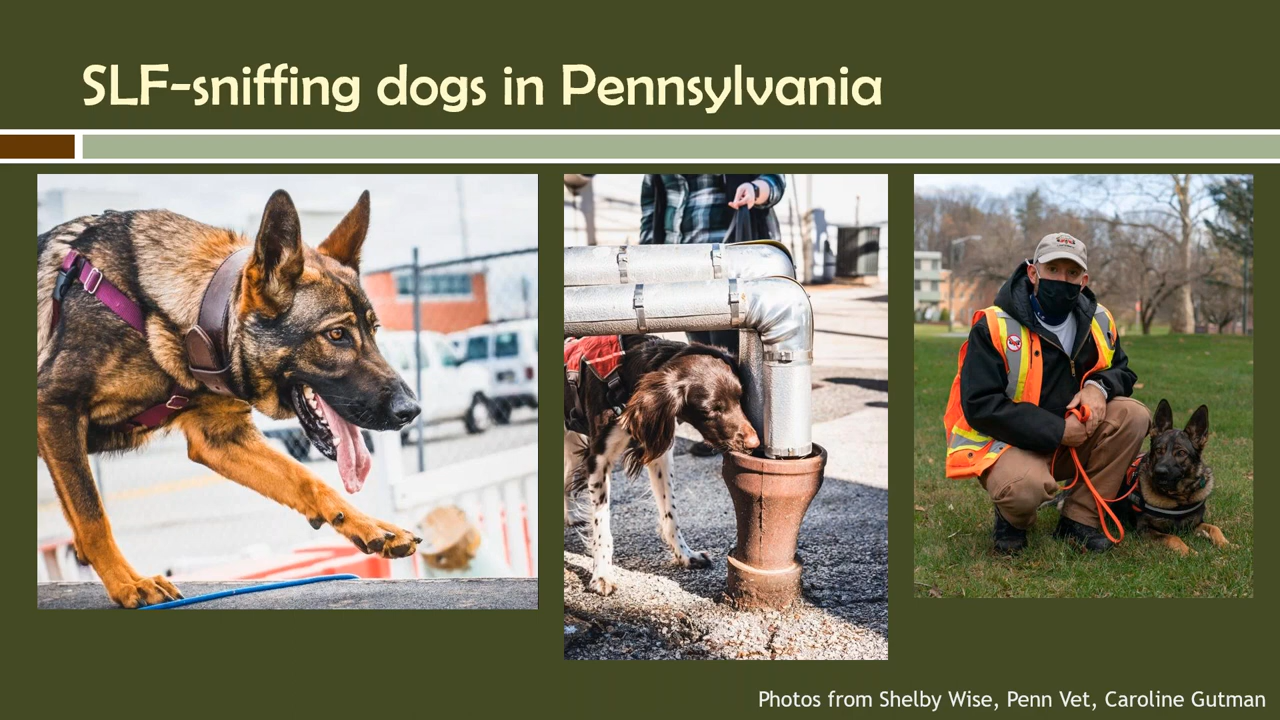 SLF-sniffing dogs in Pennsylvania
Photos from Shelby Wise, Penn Vet, Caroline Gutman